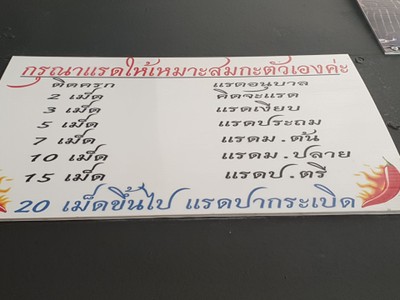 กรุณาแรดให้เหมาะสมกะตัวเองค่ะ
ติดครก แรดอนุบาล
2 เม็ด คิดจะแรด
3 เม็ด แรดเงียบ
5 เม็ด แรดประถม
7 เม็ด แรดม.ต้น
10 เม็ด แรดม.ปลาย
15 เม็ด แรดป.ตรี
20 เม็ดขึ้นไป แรดปากระเบิด